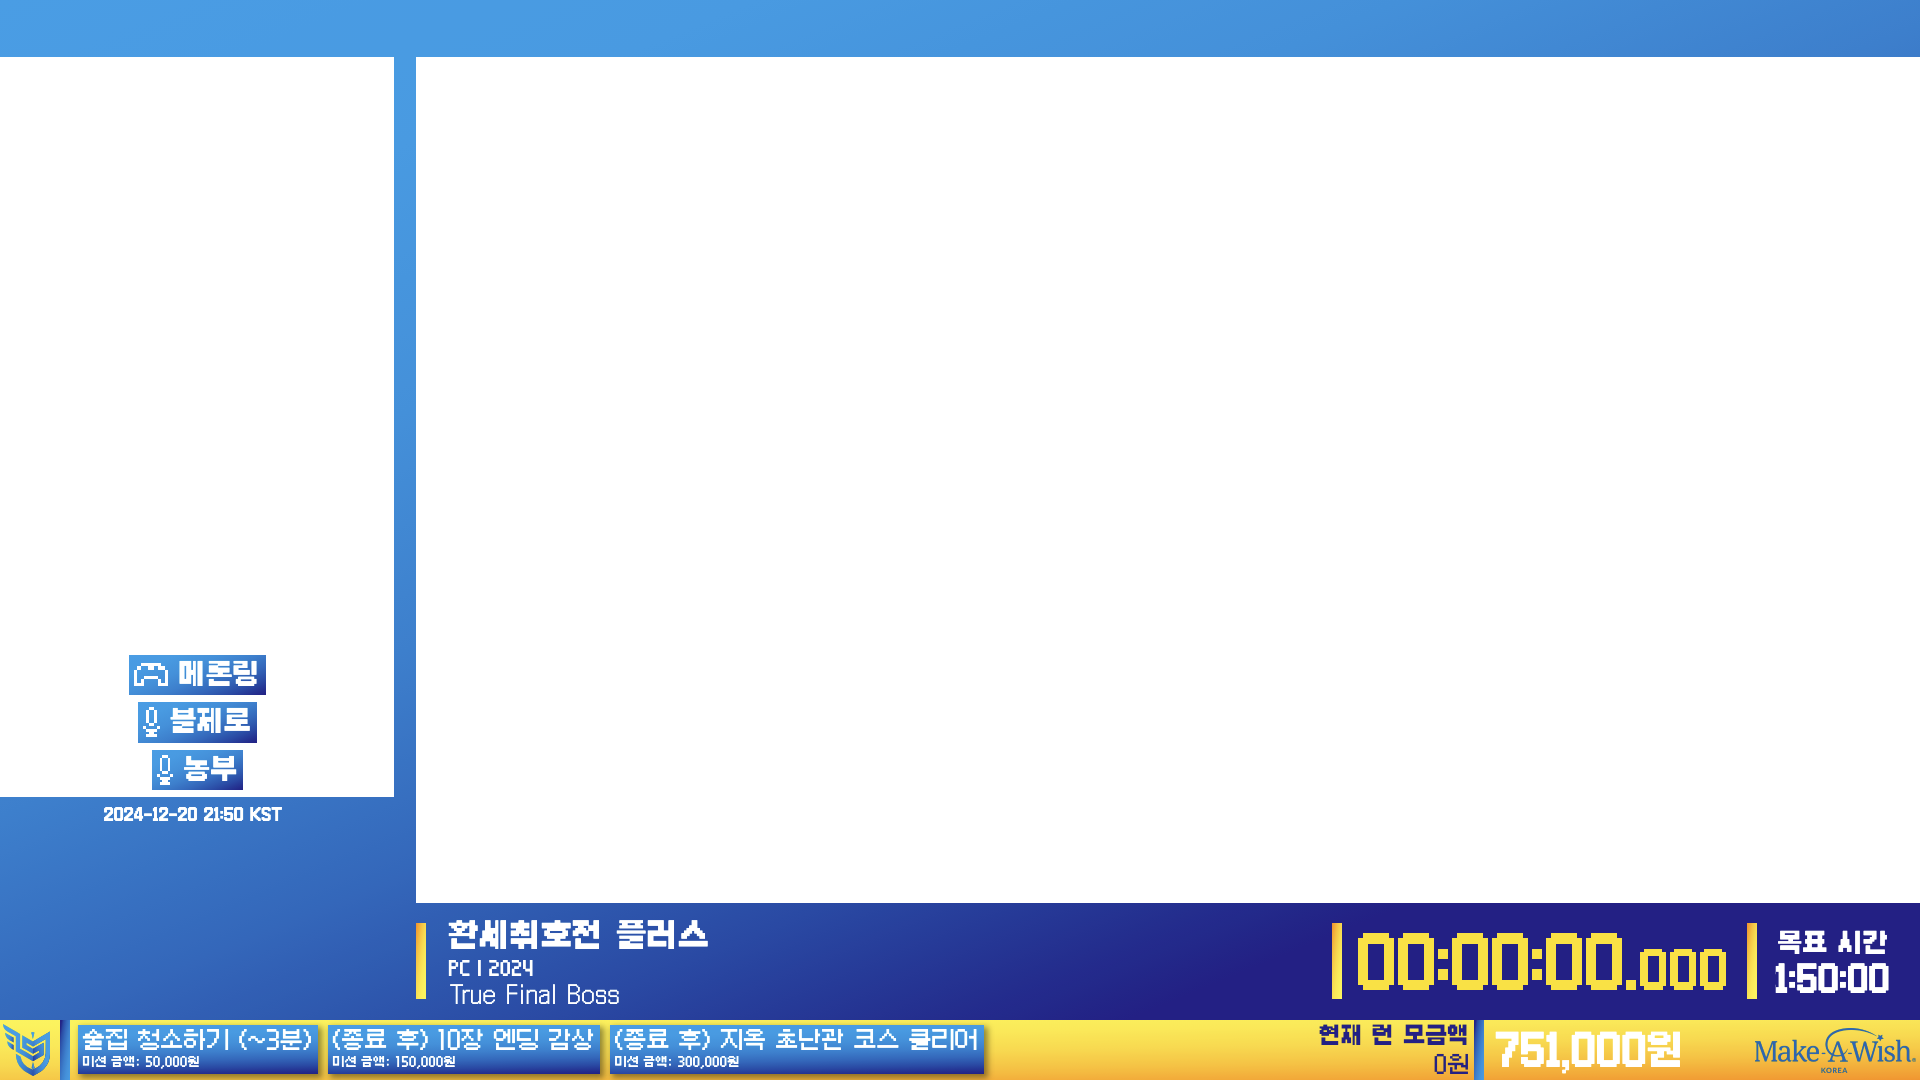 메론링
불제로
농부
2024-12-20 21:50 KST
환세취호전 플러스
PC | 2024
True Final Boss
00:00:00.000
목표 시간
1:50:00
술집 청소하기 (~3분)
미션 금액: 50,000원
(종료 후) 10장 엔딩 감상
미션 금액: 150,000원
(종료 후) 지옥 초난관 코스 클리어
미션 금액: 300,000원
현재 런 모금액
0원
751,000원
Make-A-Wish®
KOREA